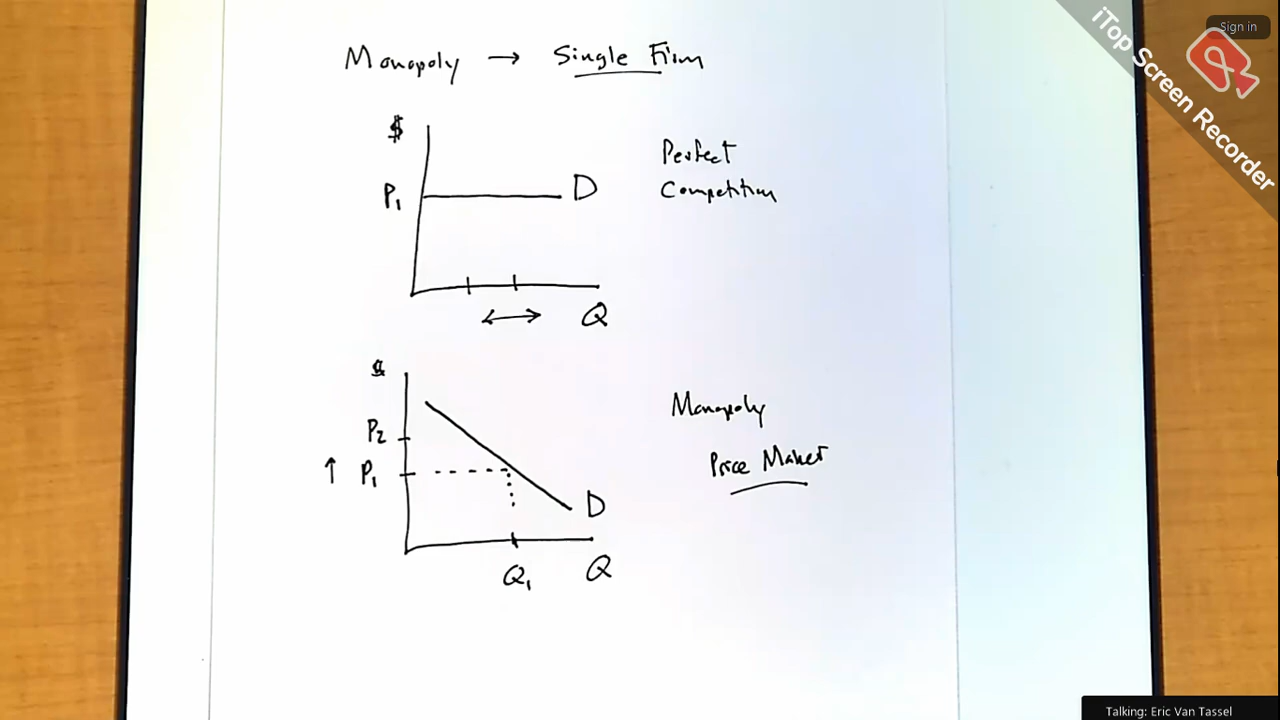 Monopoly → Single Firm
$
P₁
D
Perfect
Competition
↔ Q
$
P₂
↑ P₁
D
Monopoly
Price Maker
Q₁ Q
iTop Screen Recorder
Sign in
Talking: Eric Van Tassel